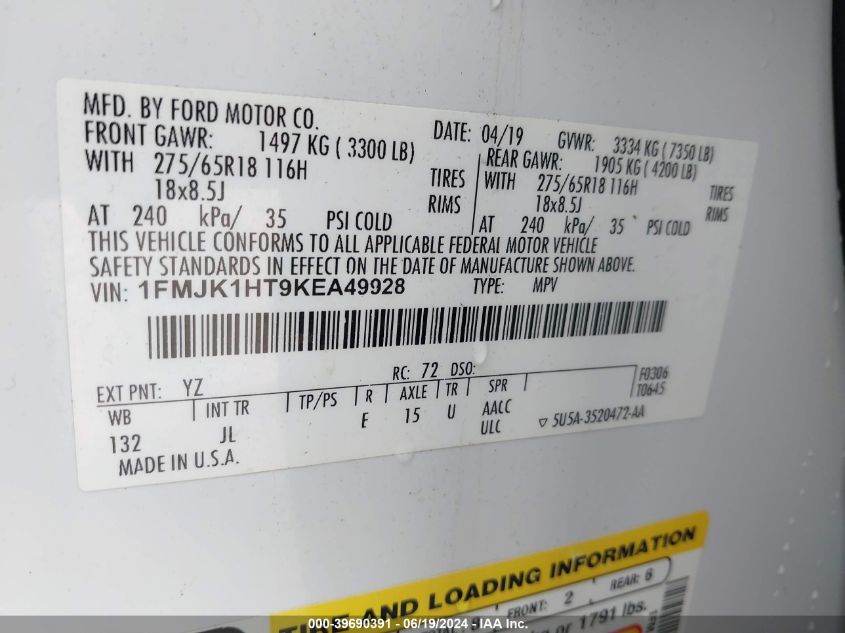 MFD. BY FORD MOTOR CO.
DATE: 04/19 GVWR: 3334 KG ( 7350 LB)
FRONT GAWR: 1497 KG ( 3300 LB) REAR GAWR: 1905 KG ( 4200 LB)
WITH 275/65R18 116H TIRES WITH 275/65R18 116H TIRES
18x8.5J RIMS 18x8.5J RIMS
AT 240 kPa/ 35 PSI COLD AT 240 kPa/ 35 PSI COLD
THIS VEHICLE CONFORMS TO ALL APPLICABLE FEDERAL MOTOR VEHICLE
SAFETY STANDARDS IN EFFECT ON THE DATE OF MANUFACTURE SHOWN ABOVE.
VIN: 1FMJK1HT9KEA49928 TYPE: MPV
EXT PNT: YZ RC: 72 DSO: F0306
T0645
WB INT TR TP/PS R AXLE TR SPR
132 JL E 15 U AACC
ULC ▽ 5U5A-3520472-AA
MADE IN U.S.A.
TIRE AND LOADING INFORMATION
FRONT: 2 REAR: 6
or 1791 lbs.
000-39690391 - 06/19/2024 - IAA Inc.